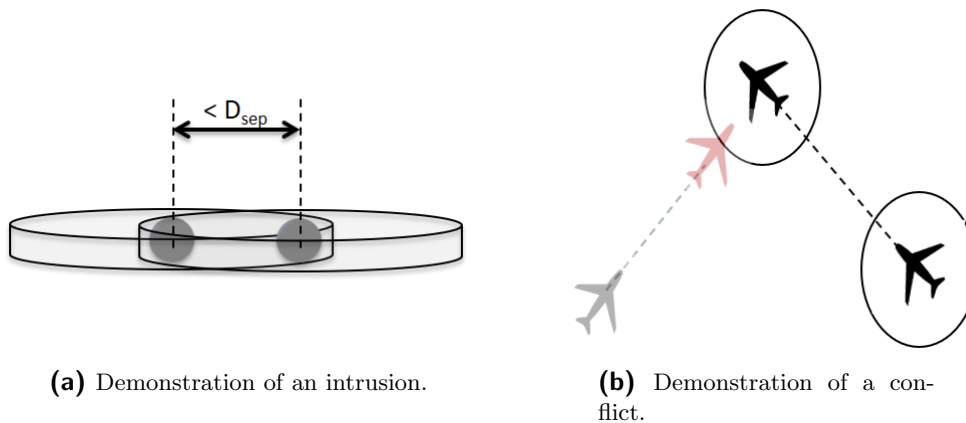 < D_sep
(a) Demonstration of an intrusion.
(b) Demonstration of a con-
flict.